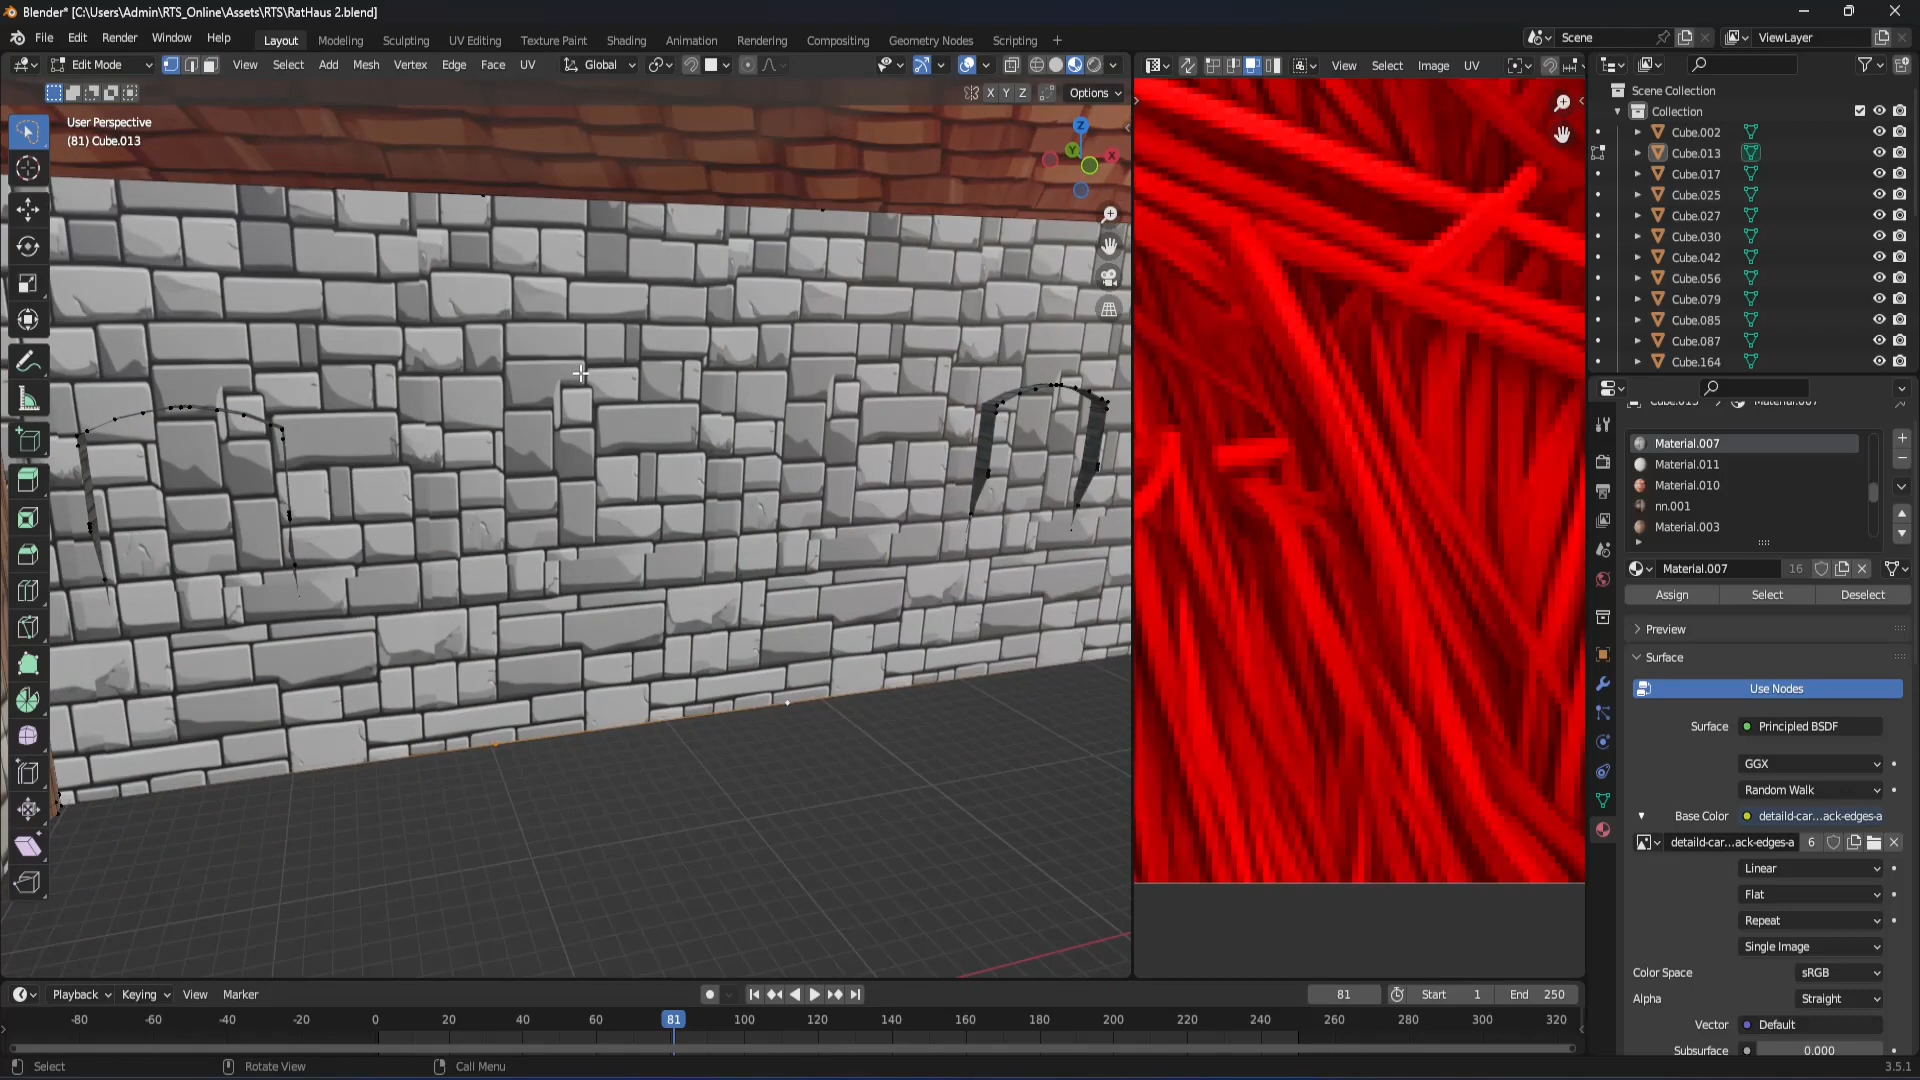 Blender* [C:\Users\Admin\RTS_Online\Assets\RTS\RatHaus 2.blend]
File Edit Render Window Help Layout Modeling Sculpting UV Editing Texture Paint Shading Animation Rendering Compositing Geometry Nodes Scripting + Scene ViewLayer
Edit Mode View Select Add Mesh Vertex Edge Face UV Global View Select Image UV
X Y Z Options
User Perspective
(81) Cube.013
Z
Y
X
Scene Collection
Collection
Cube.002
Cube.013
Cube.017
Cube.025
Cube.027
Cube.030
Cube.042
Cube.056
Cube.079
Cube.085
Cube.087
Cube.164
Material.007
Material.011
Material.010
nn.001
Material.003
Material.007 16
Assign Select Deselect
Preview
Surface
Use Nodes
Surface Principled BSDF
GGX
Random Walk
Base Color detaild-car...ack-edges-a
detaild-car...ack-edges-a 6
Linear
Flat
Repeat
Single Image
Color Space sRGB
Alpha Straight
Vector Default
Subsurface 0.000
Playback Keying View Marker 81 Start 1 End 250
-80 -60 -40 -20 0 20 40 60 81 100 120 140 160 180 200 220 240 260 280 300 320
Select Rotate View Call Menu 3.5.1